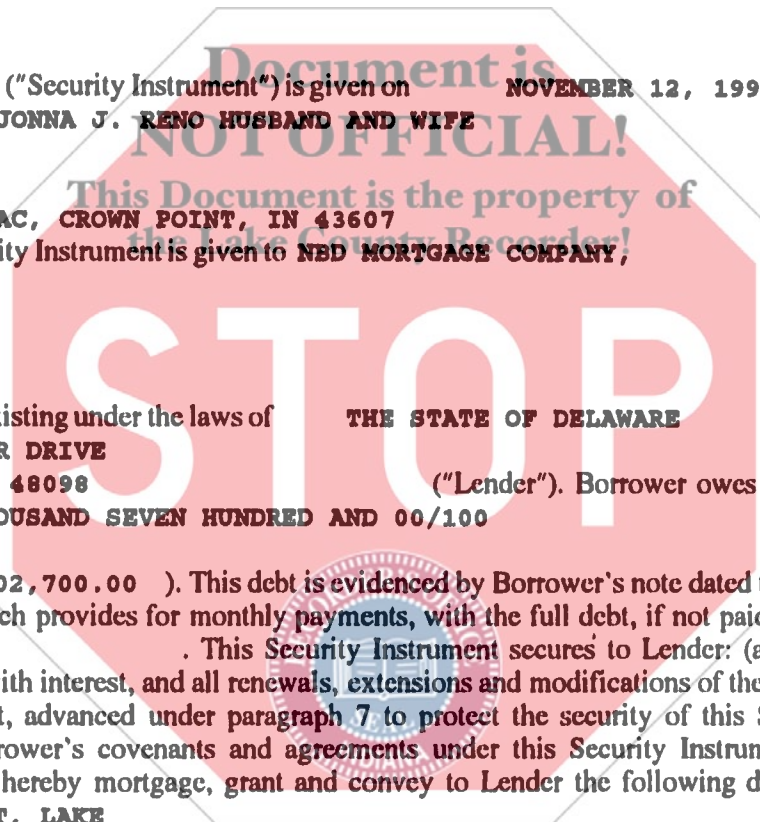 Document is
("Security Instrument") is given on NOVEMBER 12, 199
JONNA J. RENO HUSBAND AND WIFE
NOT OFFICIAL!
This Document is the property of
AC, CROWN POINT, IN 43607
the Lake County Recorder!
ity Instrument is given to NBD MORTGAGE COMPANY,
STOP
isting under the laws of THE STATE OF DELAWARE
R DRIVE
48098 ("Lender"). Borrower owes
OUSAND SEVEN HUNDRED AND 00/100
02,700.00 ). This debt is evidenced by Borrower's note dated
ch provides for monthly payments, with the full debt, if not paid
. This Security Instrument secures to Lender: (a
ith interest, and all renewals, extensions and modifications of the
t, advanced under paragraph 7 to protect the security of this S
rower's covenants and agreements under this Security Instrum
hereby mortgage, grant and convey to Lender the following d
T. LAKE
SEAL
INDIANA